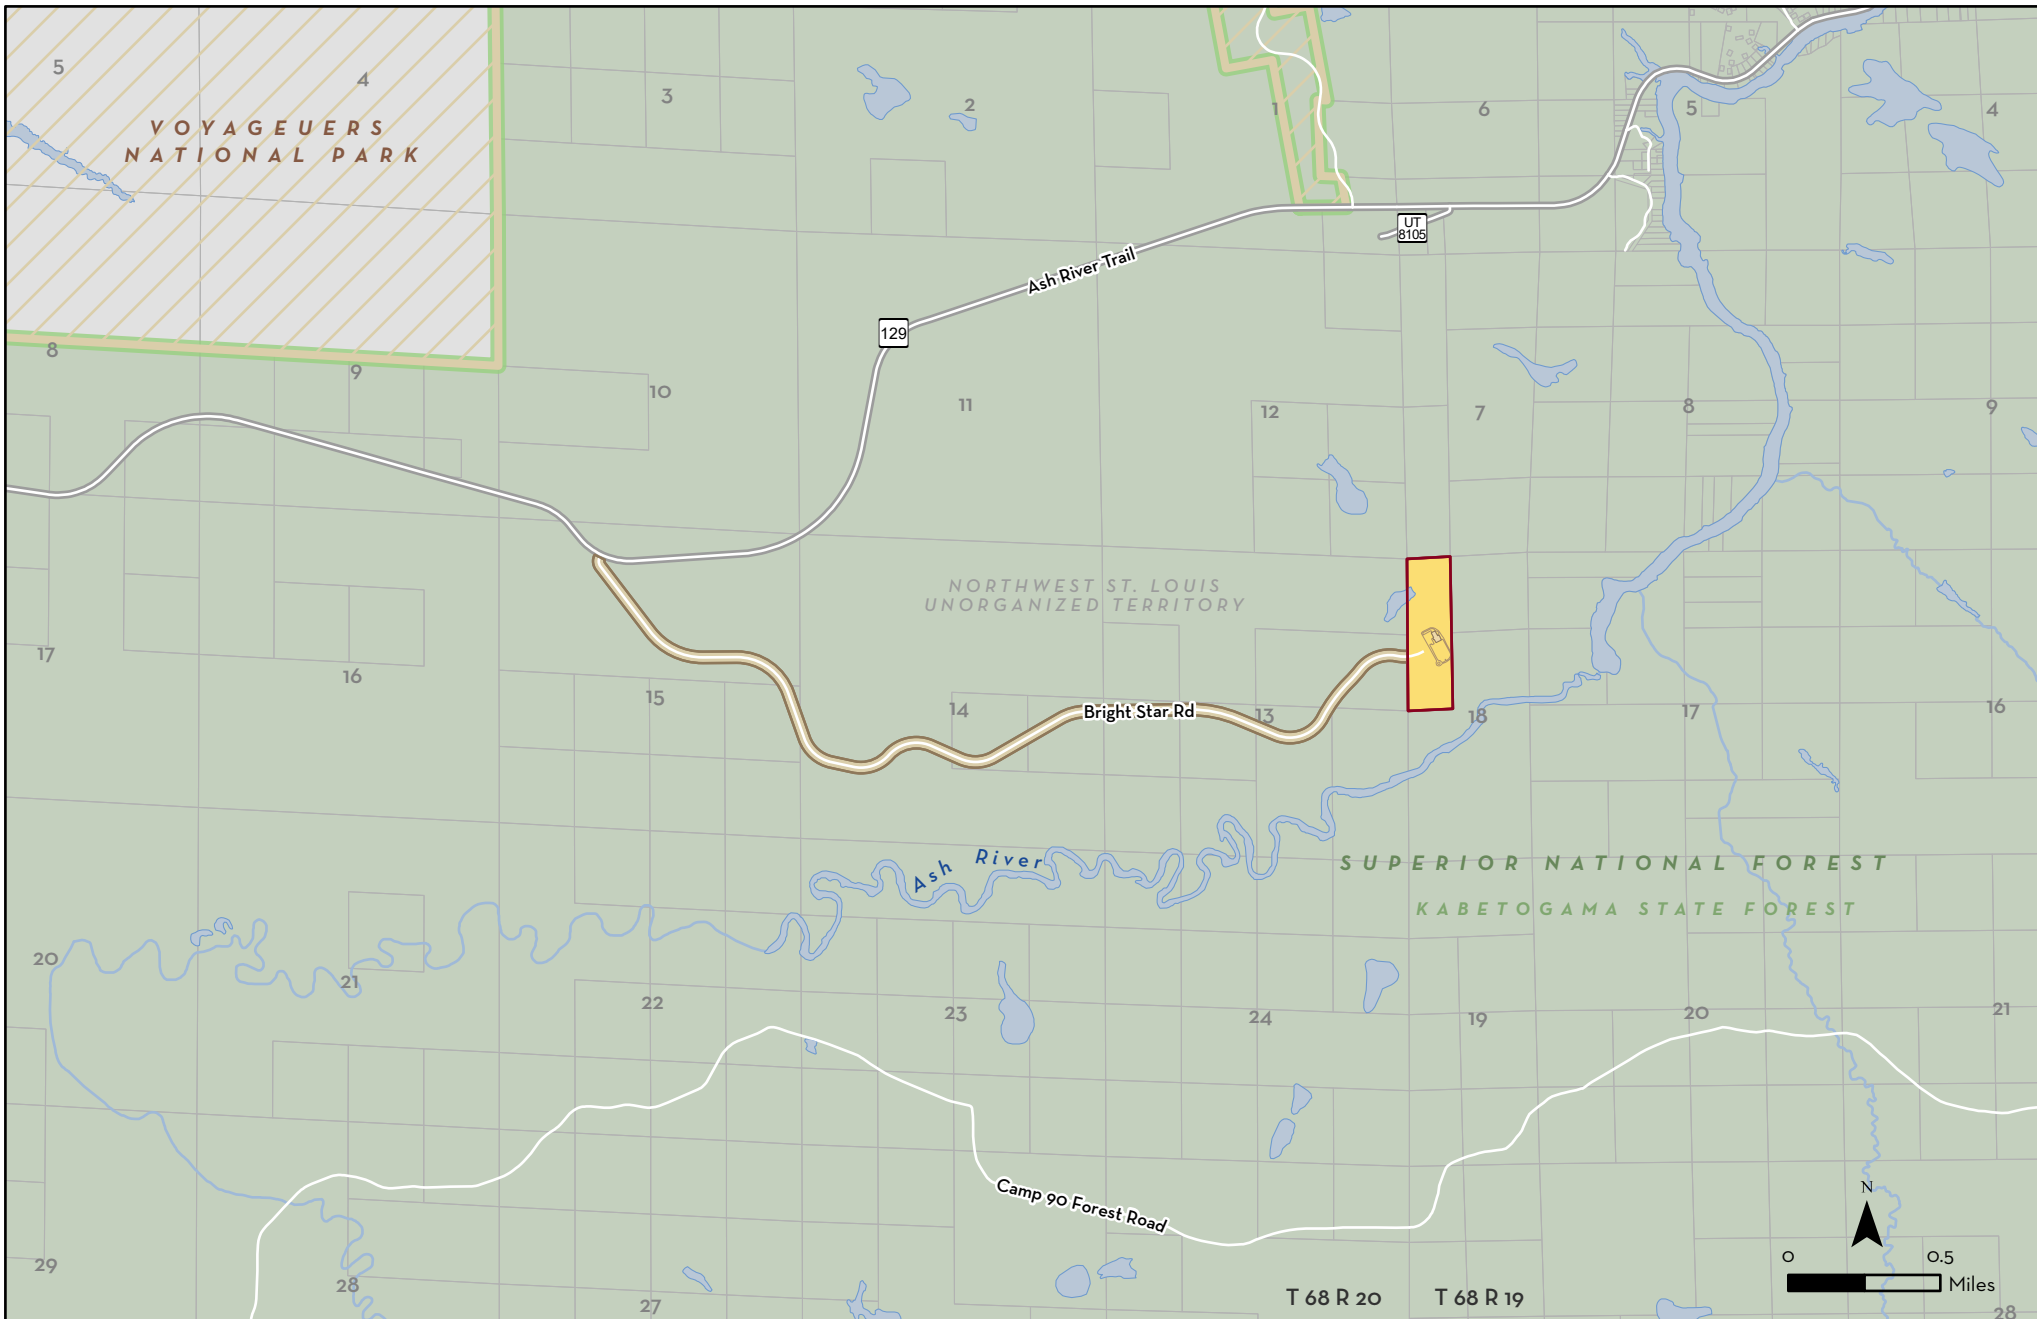 5
4
3
2
1
6
5
4
VOYAGEUERS
NATIONAL PARK
UT
8105
Ash River Trail
129
8
9
10
11
12
7
8
9
NORTHWEST ST. LOUIS
UNORGANIZED TERRITORY
17
16
15
14
Bright Star Rd
13
18
17
16
Ash River
SUPERIOR NATIONAL FOREST
KABETOGAMA STATE FOREST
20
21
22
23
24
19
20
21
Camp 90 Forest Road
N
0 0.5
Miles
29
28
27
T 68 R 20
T 68 R 19
28